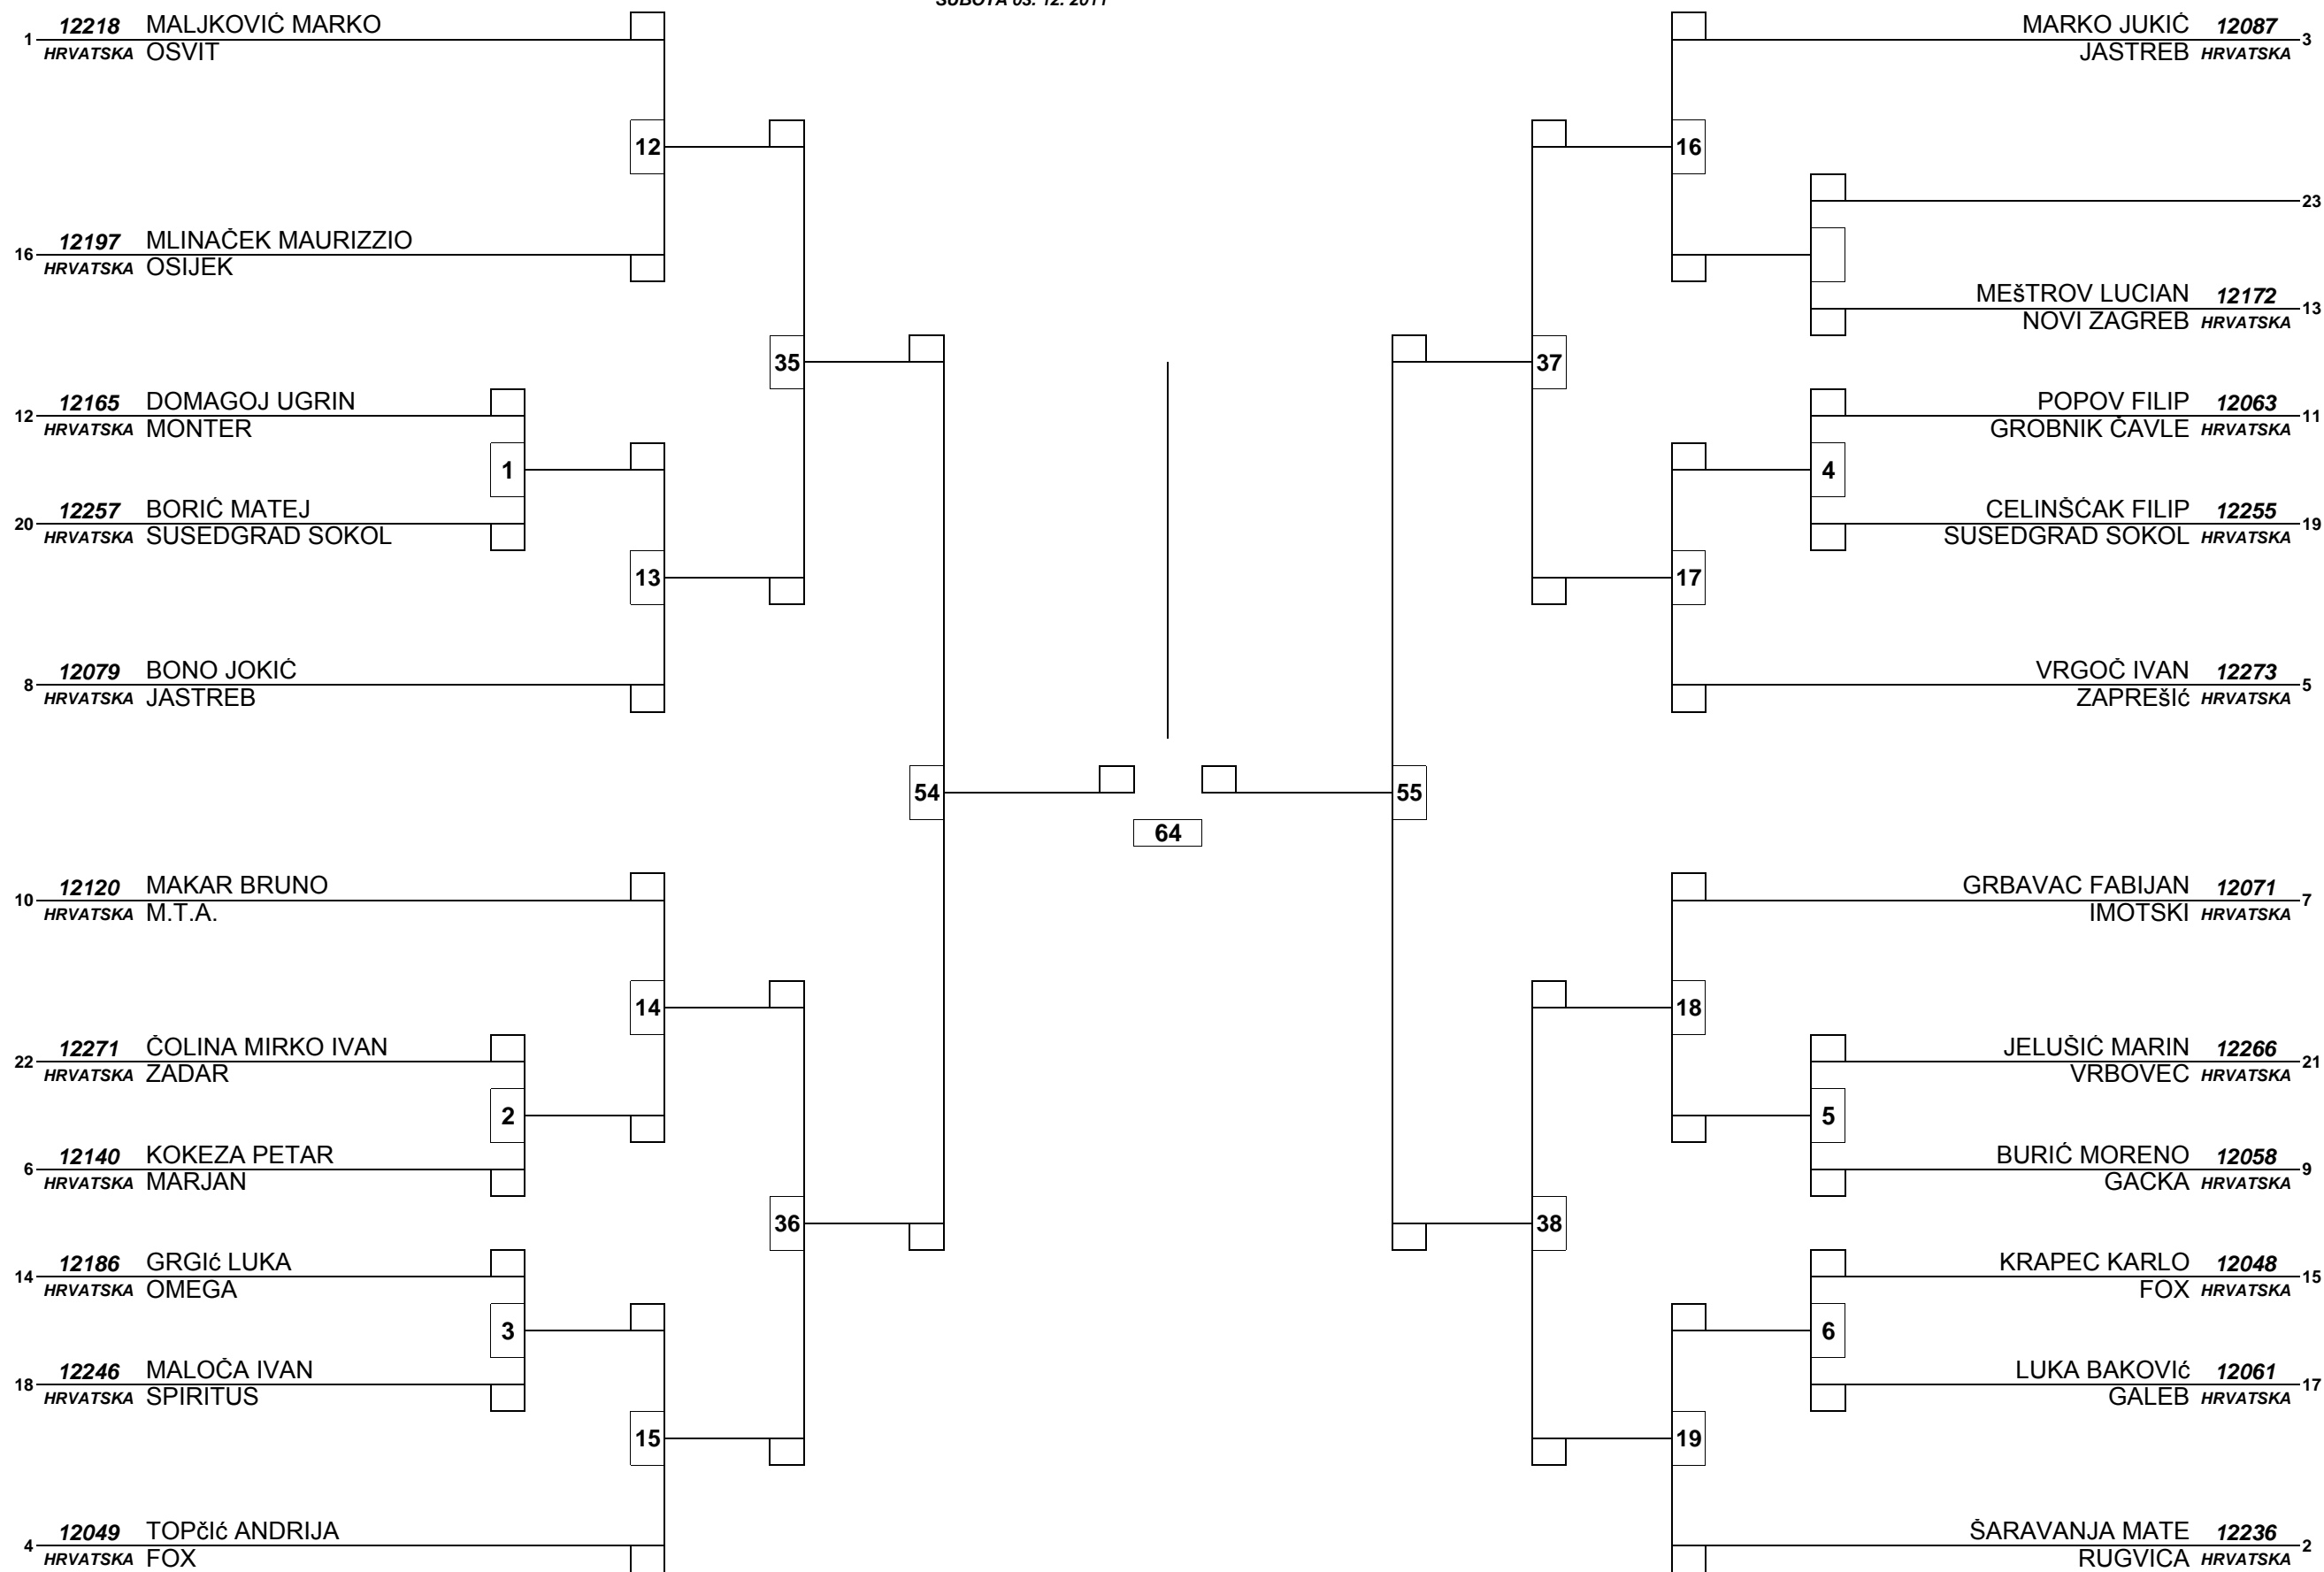 SUBOTA 03. 12. 2011
1 12218 MALJKOVIĆ MARKO
HRVATSKA OSVIT
12
16 12197 MLINAČEK MAURIZZIO
HRVATSKA OSIJEK
35
12 12165 DOMAGOJ UGRIN
HRVATSKA MONTER
1
20 12257 BORIĆ MATEJ
HRVATSKA SUSEDGRAD SOKOL
13
8 12079 BONO JOKIĆ
HRVATSKA JASTREB
54
10 12120 MAKAR BRUNO
HRVATSKA M.T.A.
14
22 12271 ČOLINA MIRKO IVAN
HRVATSKA ZADAR
2
6 12140 KOKEZA PETAR
HRVATSKA MARJAN
36
14 12186 GRGIć LUKA
HRVATSKA OMEGA
3
18 12246 MALOČA IVAN
HRVATSKA SPIRITUS
15
4 12049 TOPčIć ANDRIJA
HRVATSKA FOX
64
MARKO JUKIĆ 12087 3
JASTREB HRVATSKA
16
23
MEšTROV LUCIAN 12172 13
NOVI ZAGREB HRVATSKA
37
POPOV FILIP 12063 11
GROBNIK ČAVLE HRVATSKA
4
CELINŠĆAK FILIP 12255 19
SUSEDGRAD SOKOL HRVATSKA
17
VRGOČ IVAN 12273 5
ZAPREšIć HRVATSKA
55
GRBAVAC FABIJAN 12071 7
IMOTSKI HRVATSKA
18
JELUŠIĆ MARIN 12266 21
VRBOVEC HRVATSKA
5
BURIĆ MORENO 12058 9
GACKA HRVATSKA
38
KRAPEC KARLO 12048 15
FOX HRVATSKA
6
LUKA BAKOVIć 12061 17
GALEB HRVATSKA
19
ŠARAVANJA MATE 12236 2
RUGVICA HRVATSKA